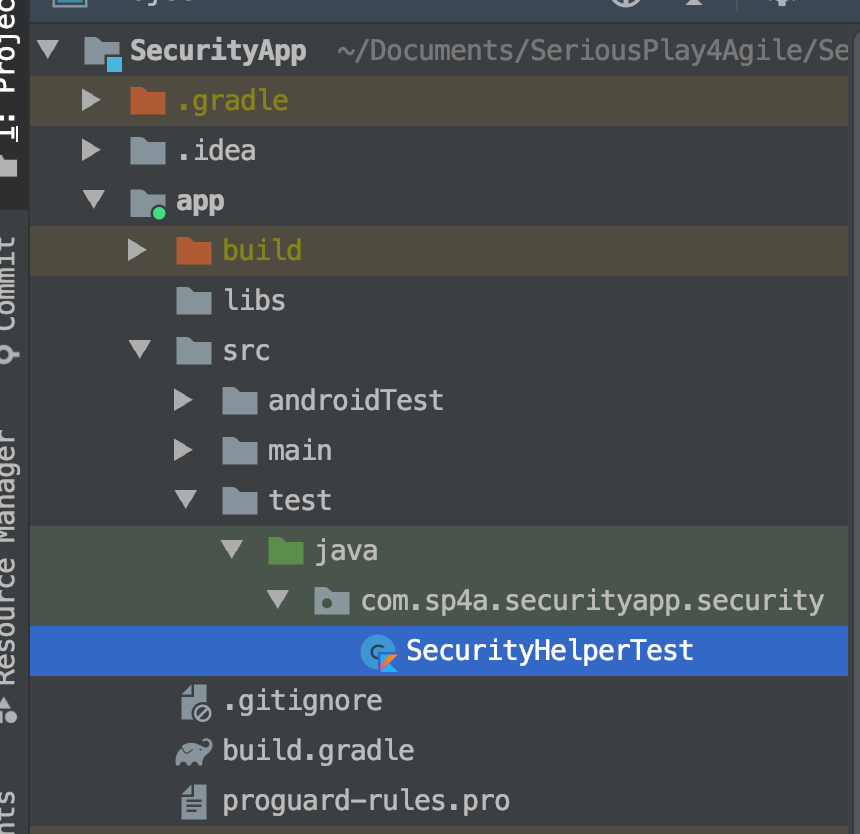 SecurityApp ~/Documents/SeriousPlay4Agile/Se
.gradle
.idea
app
build
libs
src
androidTest
main
test
java
com.sp4a.securityapp.security
SecurityHelperTest
.gitignore
build.gradle
proguard-rules.pro
1: Projec
Commit
Resource Manager
nts